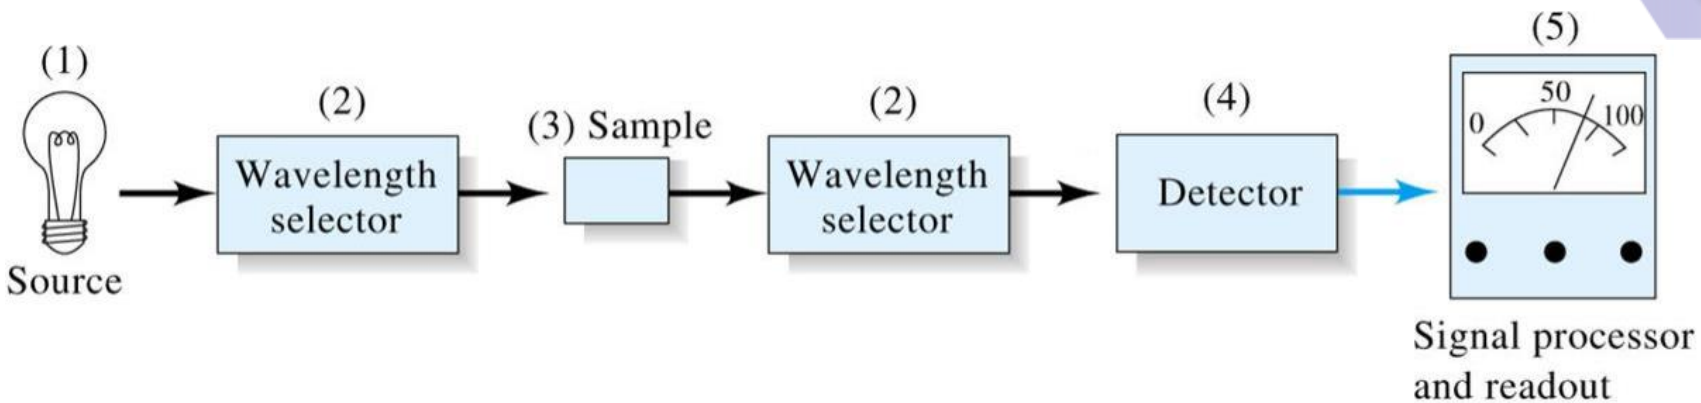 (1)
Source
(2)
Wavelength
selector
(3) Sample
(2)
Wavelength
selector
(4)
Detector
(5)
0
50
100
Signal processor
and readout